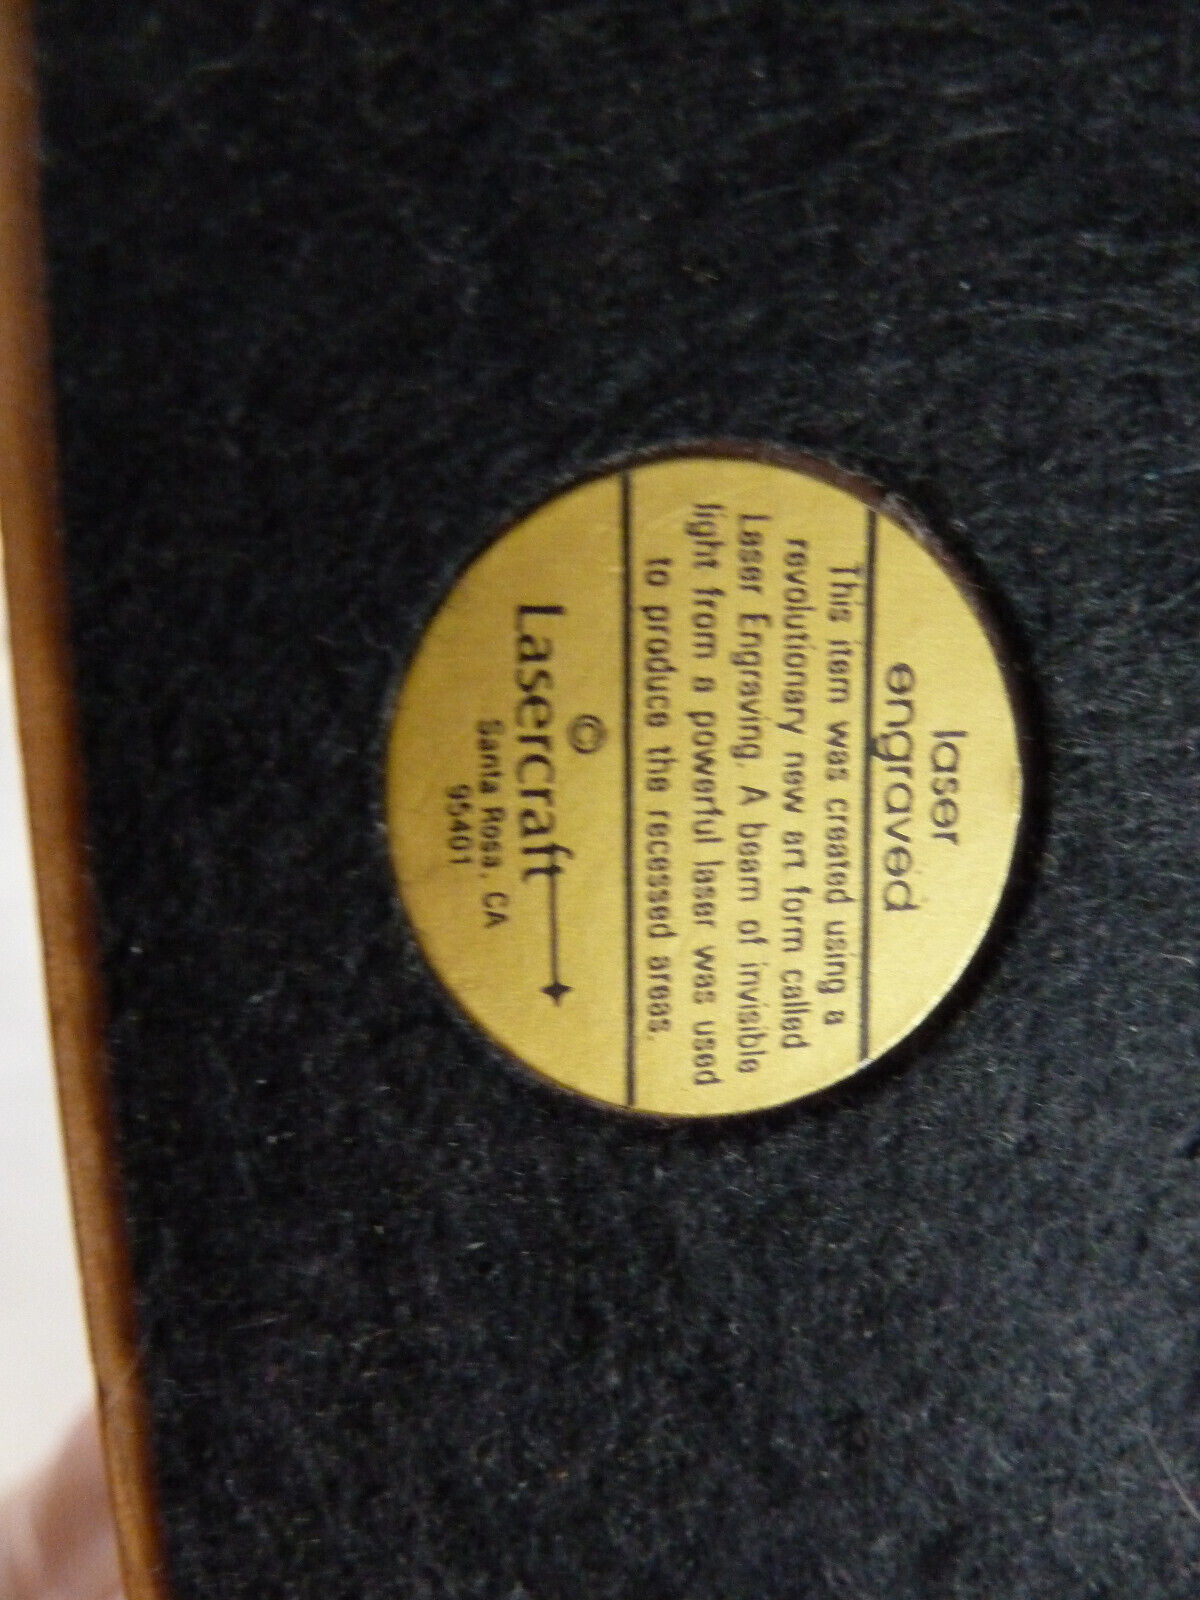 laser
engraved
This item was created using a
revolutionary new art form called
Laser Engraving. A beam of invisible
light from a powerful laser was used
to produce the recessed areas.
©
Lasercraft
Santa Rosa, CA
95401